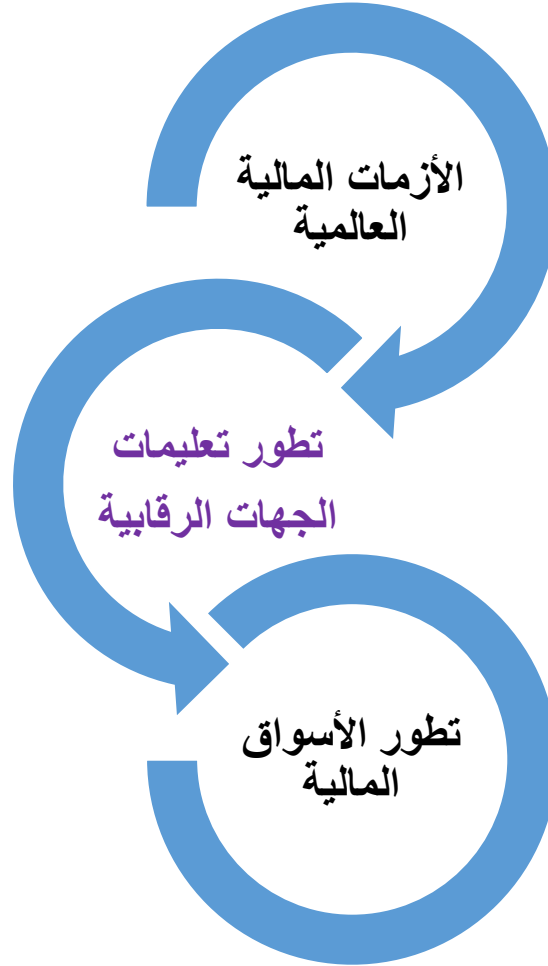 الأزمات المالية
العالمية
تطور تعليمات
الجهات الرقابية
تطور الأسواق
المالية